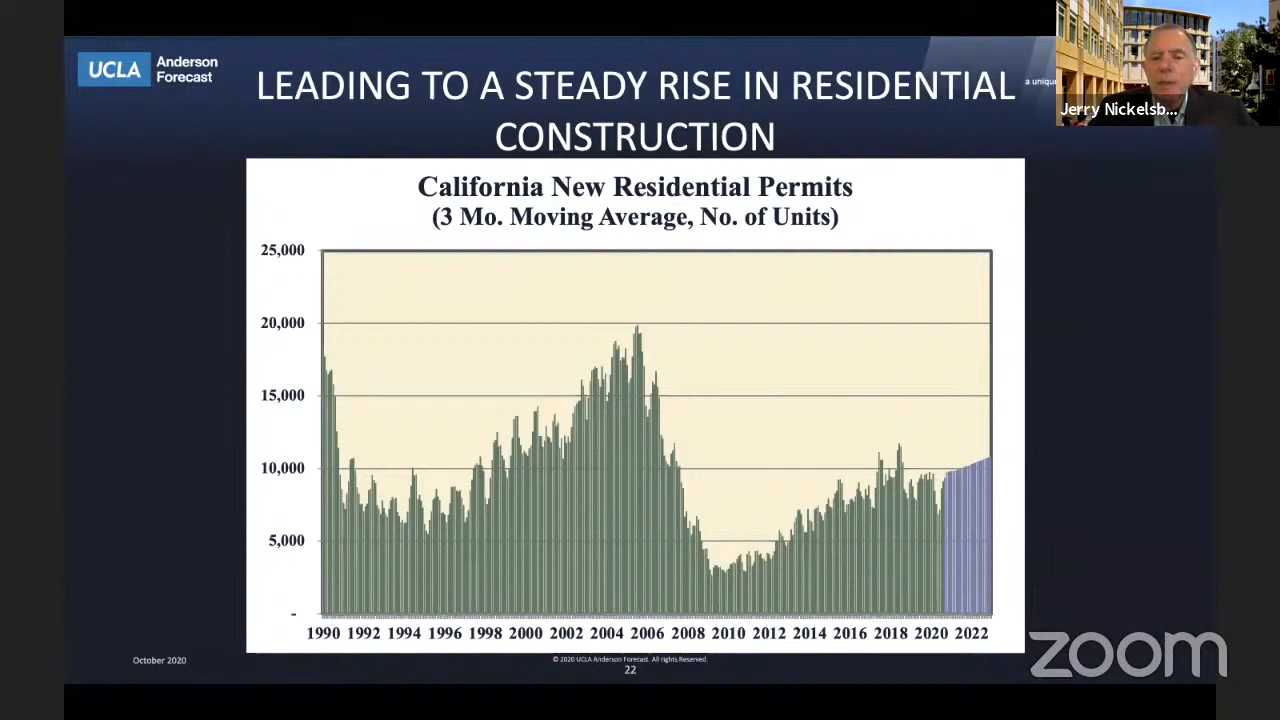 UCLA Anderson
Forecast
LEADING TO A STEADY RISE IN RESIDENTIAL
CONSTRUCTION
a unique
Jerry Nickelsb...
California New Residential Permits
(3 Mo. Moving Average, No. of Units)
25,000
20,000
15,000
10,000
5,000
-
1990 1992 1994 1996 1998 2000 2002 2004 2006 2008 2010 2012 2014 2016 2018 2020 2022
October 2020
© 2020 UCLA Anderson Forecast. All rights Reserved.
22
zoom